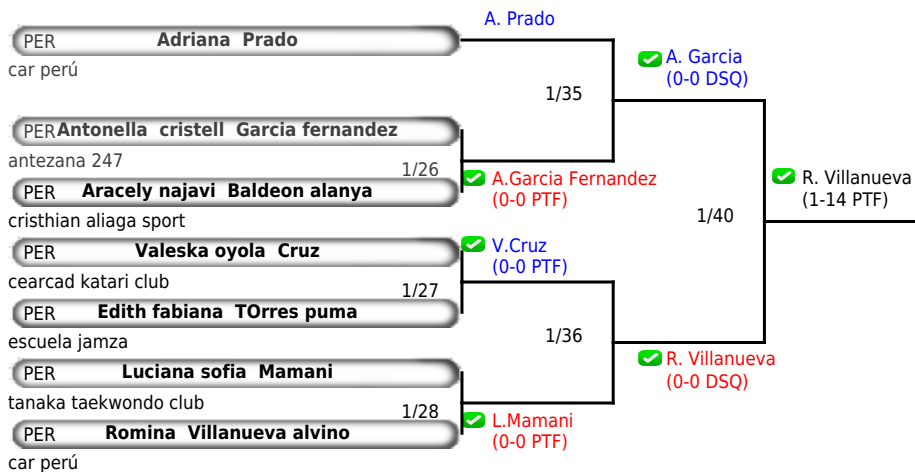 A. Prado
PER Adriana Prado
car perú
A. Garcia
(0-0 DSQ)
1/35
PER Antonella cristell Garcia fernandez
antezana 247
1/26
A.Garcia Fernandez
(0-0 PTF)
PER Aracely najavi Baldeon alanya
cristhian aliaga sport
R. Villanueva
(1-14 PTF)
1/40
PER Valeska oyola Cruz
cearcad katari club
V.Cruz
(0-0 PTF)
1/27
PER Edith fabiana TOrres puma
escuela jamza
1/36
R. Villanueva
(0-0 DSQ)
PER Luciana sofia Mamani
tanaka taekwondo club
1/28
L.Mamani
(0-0 PTF)
PER Romina Villanueva alvino
car perú